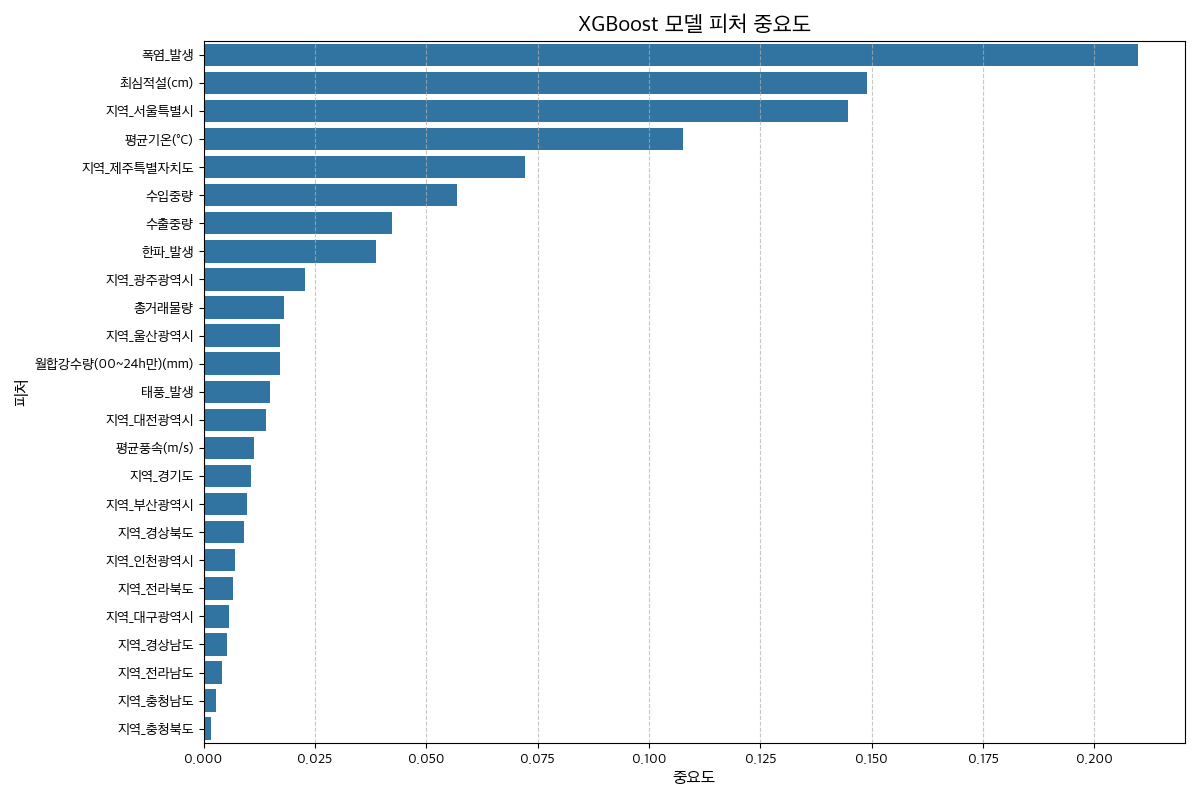 XGBoost 모델 피처 중요도
폭염_발생
최심적설(cm)
지역_서울특별시
평균기온(°C)
지역_제주특별자치도
수입중량
수출중량
한파_발생
지역_광주광역시
총거래물량
지역_울산광역시
월합강수량(00~24h만)(mm)
태풍_발생
지역_대전광역시
평균풍속(m/s)
지역_경기도
지역_부산광역시
지역_경상북도
지역_인천광역시
지역_전라북도
지역_대구광역시
지역_경상남도
지역_전라남도
지역_충청남도
지역_충청북도
피처
0.000 0.025 0.050 0.075 0.100 0.125 0.150 0.175 0.200
중요도